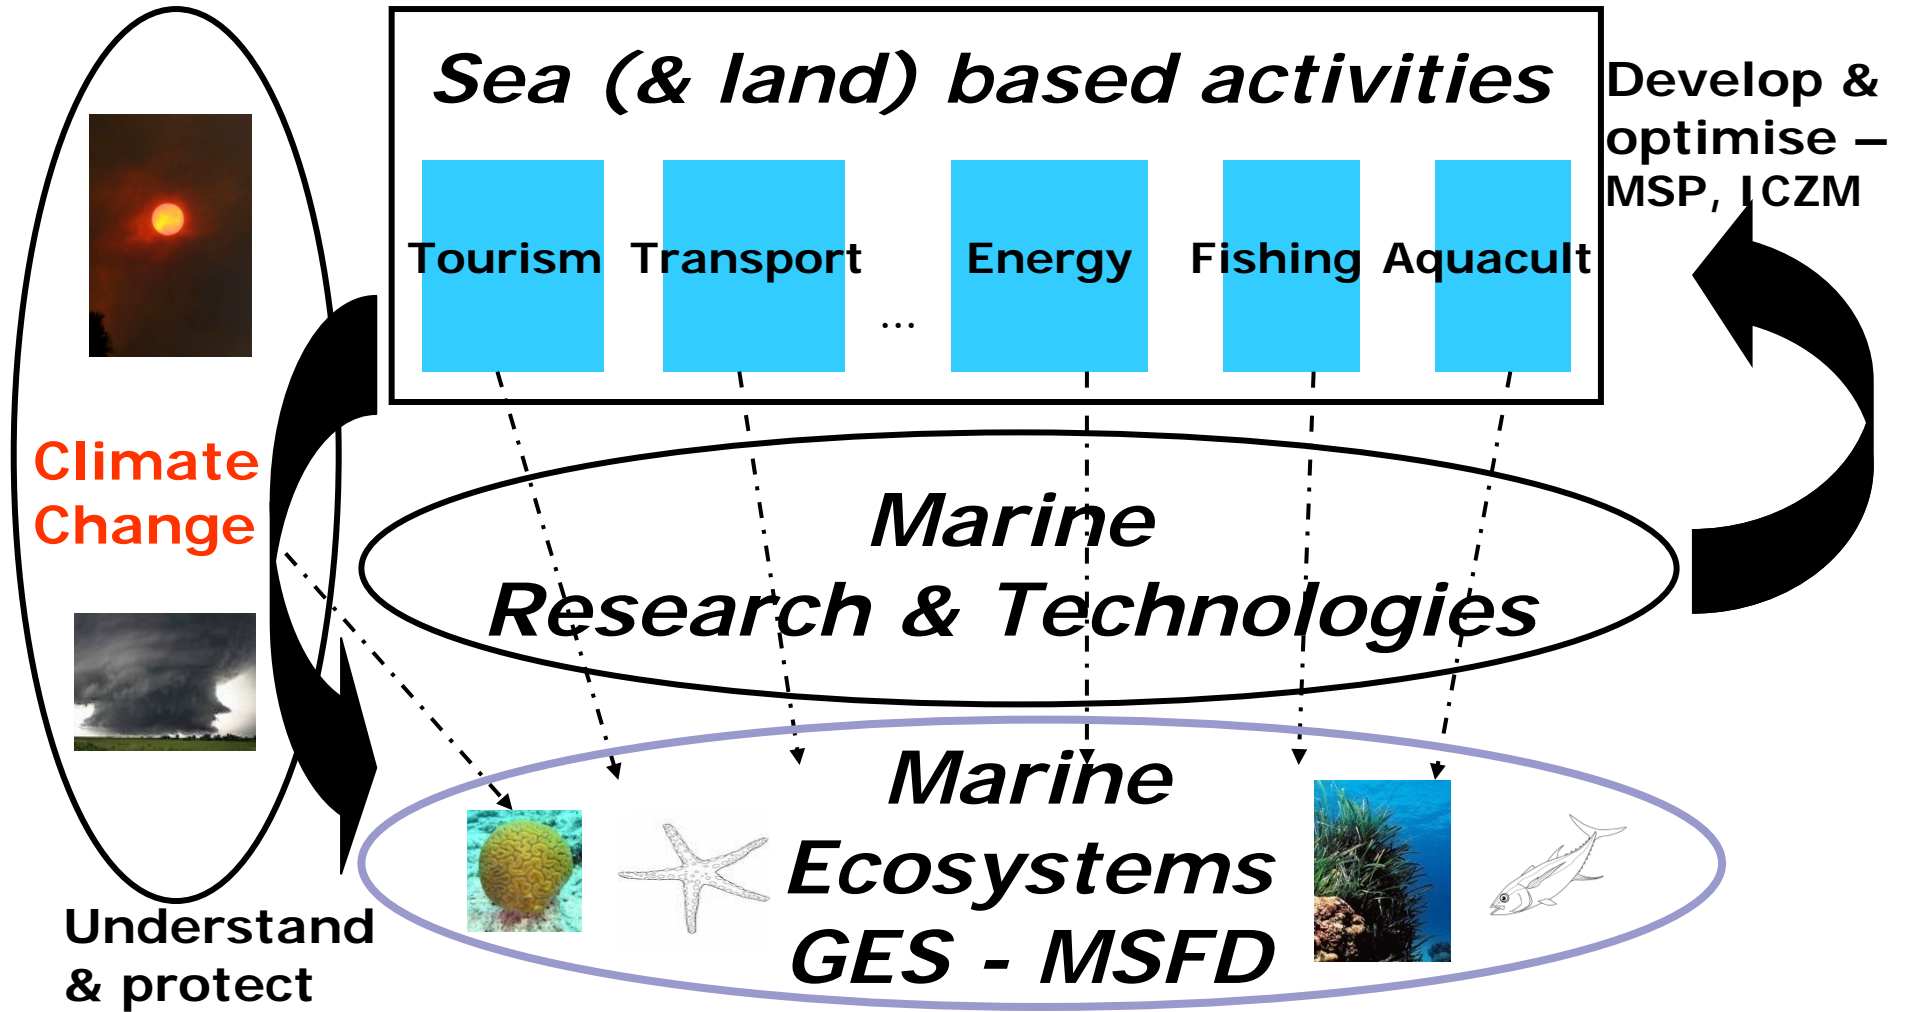 Sea (& land) based activities
Develop &
optimise –
MSP, ICZM
Tourism
Transport
...
Energy
Fishing
Aquacult
Climate
Change
Marine
Research & Technologies
Marine
Ecosystems
GES - MSFD
Understand
& protect